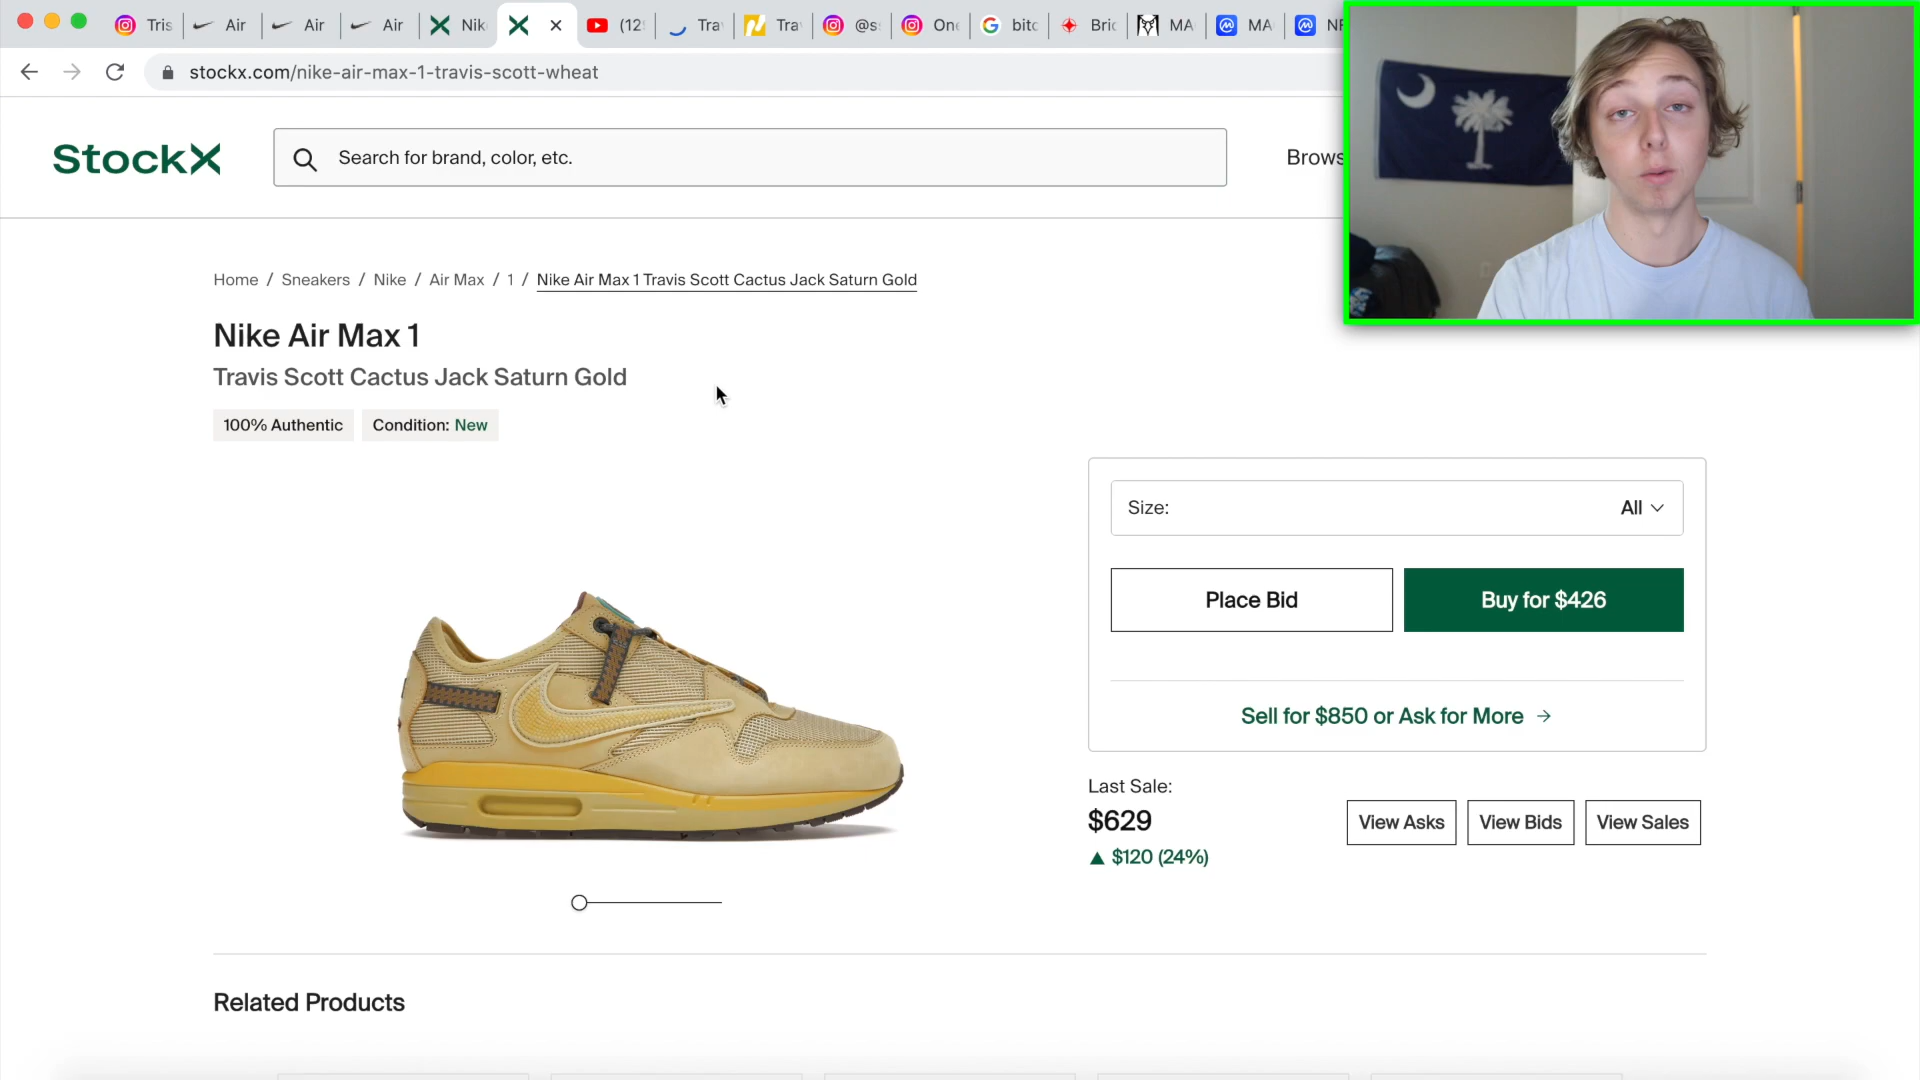 Tris
Air
Air
Air
Nik
(12
Tra
Tra
@s
One
bitc
Bric
MA
MA
NF
stockx.com/nike-air-max-1-travis-scott-wheat
StockX
Search for brand, color, etc.
Brows
Home / Sneakers / Nike / Air Max / 1 / Nike Air Max 1 Travis Scott Cactus Jack Saturn Gold
Nike Air Max 1
Travis Scott Cactus Jack Saturn Gold
100% Authentic
Condition: New
Size:
All
Place Bid
Buy for $426
Sell for $850 or Ask for More →
Last Sale:
$629
▲ $120 (24%)
View Asks
View Bids
View Sales
Related Products